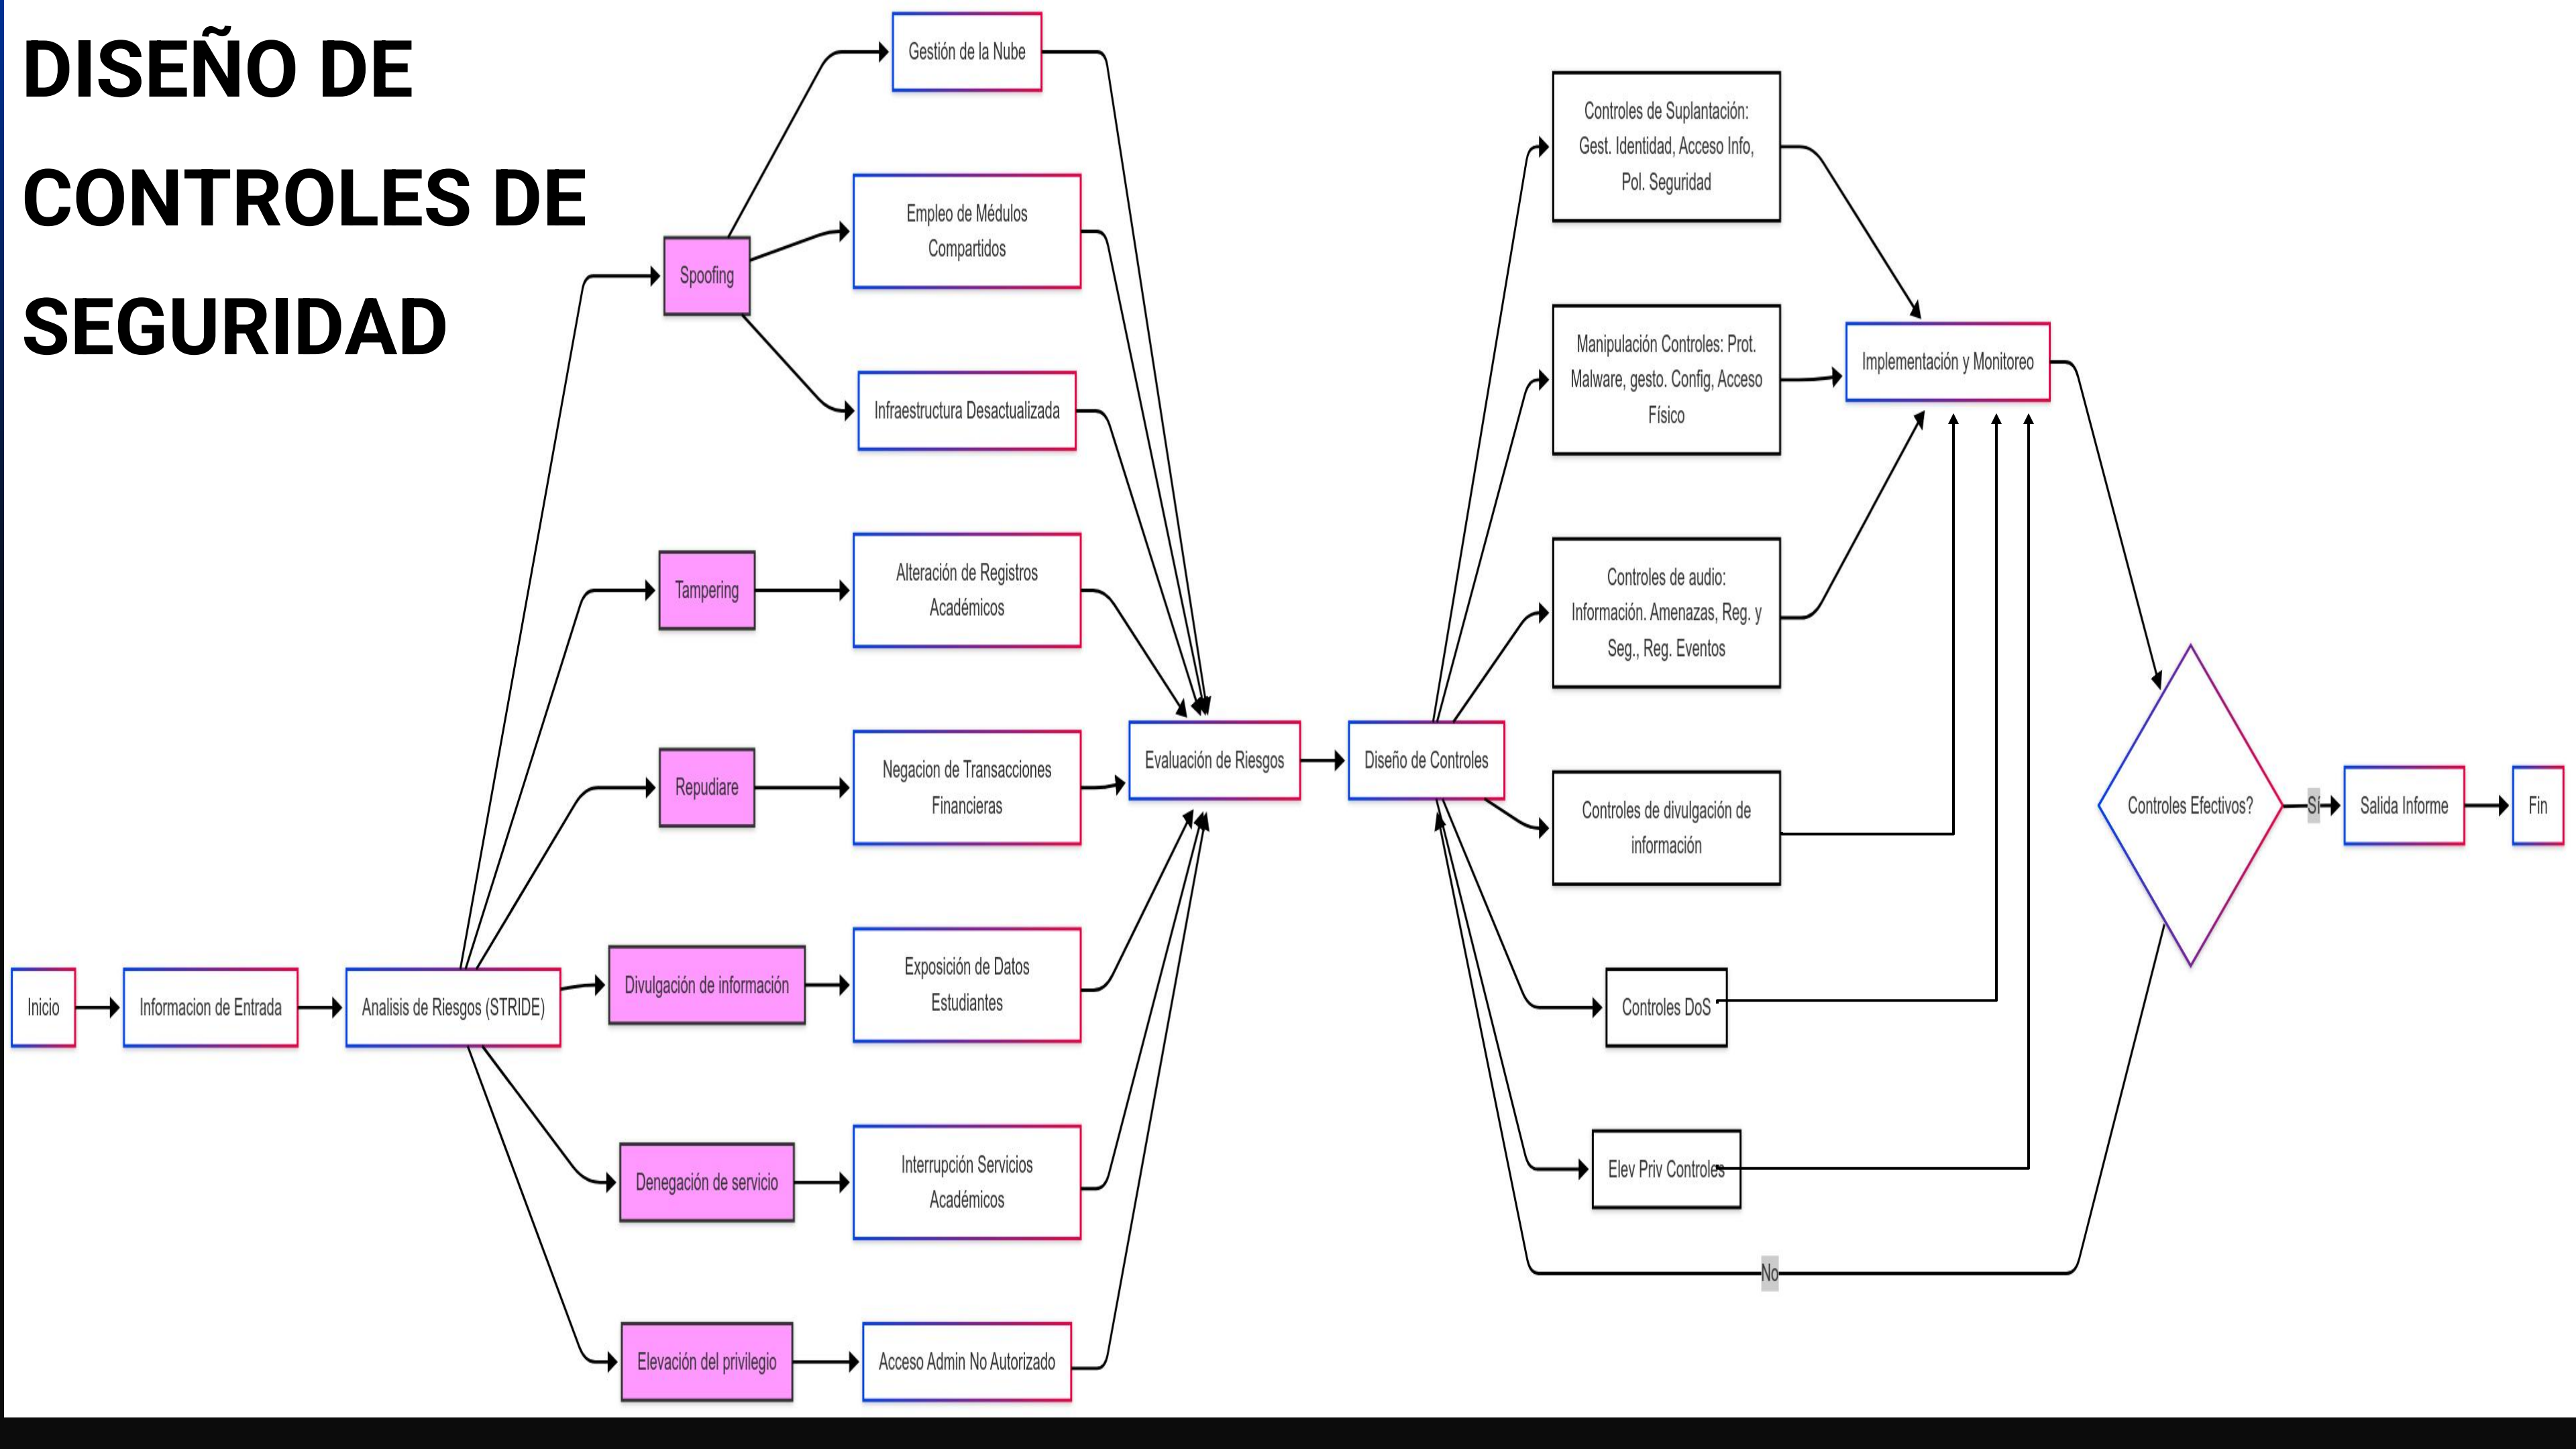 DISEÑO DE
CONTROLES DE
SEGURIDAD
Inicio
Informacion de Entrada
Analisis de Riesgos (STRIDE)
Spoofing
Tampering
Repudiare
Divulgación de información
Denegación de servicio
Elevación del privilegio
Gestión de la Nube
Empleo de Médulos
Compartidos
Infraestructura Desactualizada
Alteración de Registros
Académicos
Negacion de Transacciones
Financieras
Exposición de Datos
Estudiantes
Interrupción Servicios
Académicos
Acceso Admin No Autorizado
Evaluación de Riesgos
Diseño de Controles
Controles de Suplantación:
Gest. Identidad, Acceso Info,
Pol. Seguridad
Manipulación Controles: Prot.
Malware, gesto. Config, Acceso
Físico
Controles de audio:
Información. Amenazas, Reg. y
Seg., Reg. Eventos
Controles de divulgación de
información
Controles DoS
Elev Priv Controles
No
Implementación y Monitoreo
Controles Efectivos?
Sí
Salida Informe
Fin